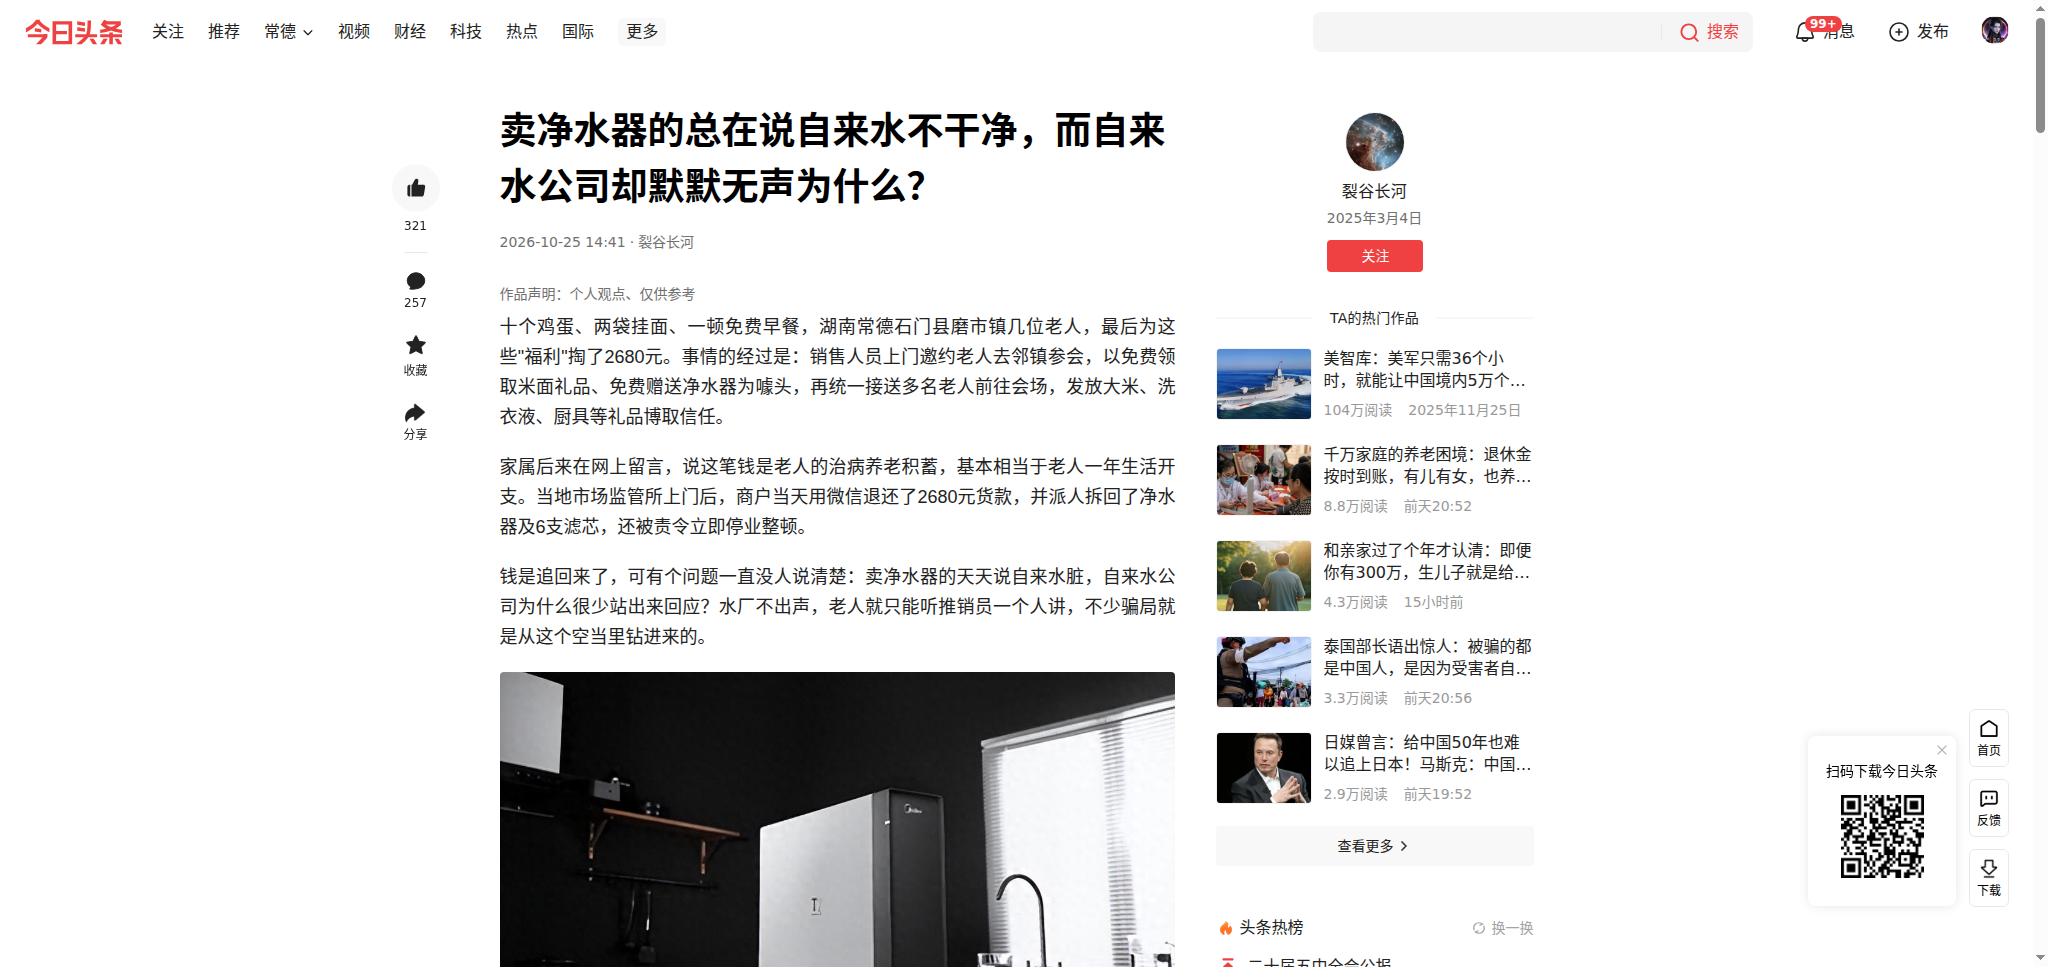 今日头条
关注 推荐 常德 视频 财经 科技 热点 国际 更多
搜索
99+
消息
发布
卖净水器的总在说自来水不干净，而自来
水公司却默默无声为什么？
2026-10-25 14:41 · 裂谷长河
321
257
收藏
分享
作品声明：个人观点、仅供参考
十个鸡蛋、两袋挂面、一顿免费早餐，湖南常德石门县磨市镇几位老人，最后为这
些"福利"掏了2680元。事情的经过是：销售人员上门邀约老人去邻镇参会，以免费领
取米面礼品、免费赠送净水器为噱头，再统一接送多名老人前往会场，发放大米、洗
衣液、厨具等礼品博取信任。
家属后来在网上留言，说这笔钱是老人的治病养老积蓄，基本相当于老人一年生活开
支。当地市场监管所上门后，商户当天用微信退还了2680元货款，并派人拆回了净水
器及6支滤芯，还被责令立即停业整顿。
钱是追回来了，可有个问题一直没人说清楚：卖净水器的天天说自来水脏，自来水公
司为什么很少站出来回应？水厂不出声，老人就只能听推销员一个人讲，不少骗局就
是从这个空当里钻进来的。
裂谷长河
2025年3月4日
关注
TA的热门作品
美智库：美军只需36个小
时，就能让中国境内5万个...
104万阅读 2025年11月25日
千万家庭的养老困境：退休金
按时到账，有儿有女，也养...
8.8万阅读 前天20:52
和亲家过了个年才认清：即便
你有300万，生儿子就是给...
4.3万阅读 15小时前
泰国部长语出惊人：被骗的都
是中国人，是因为受害者自...
3.3万阅读 前天20:56
日媒曾言：给中国50年也难
以追上日本！马斯克：中国...
2.9万阅读 前天19:52
查看更多
头条热榜
换一换
二十届五中全会公报
扫码下载今日头条
首页
反馈
下载